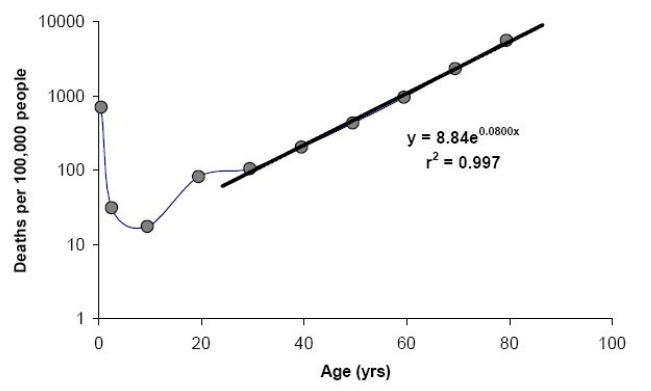 10000
1000
100
10
1
Deaths per 100,000 people
y = 8.84e^0.0800x
r² = 0.997
0 20 40 60 80 100
Age (yrs)